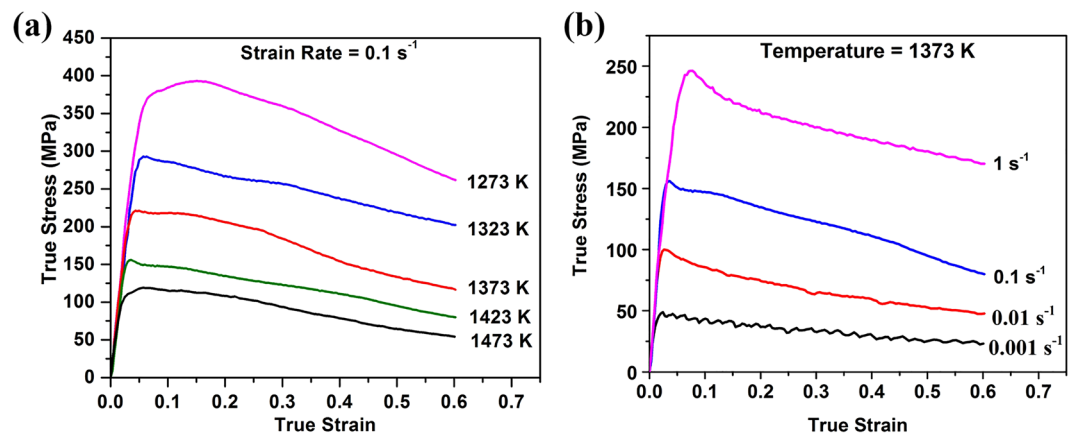 (a)
Strain Rate = 0.1 s⁻¹
True Stress (MPa)
450
400
350
300
250
200
150
100
50
0
1273 K
1323 K
1373 K
1423 K
1473 K
0.0 0.1 0.2 0.3 0.4 0.5 0.6 0.7
True Strain
(b)
Temperature = 1373 K
True Stress (MPa)
250
200
150
100
50
0
1 s⁻¹
0.1 s⁻¹
0.01 s⁻¹
0.001 s⁻¹
0.0 0.1 0.2 0.3 0.4 0.5 0.6 0.7
True Strain